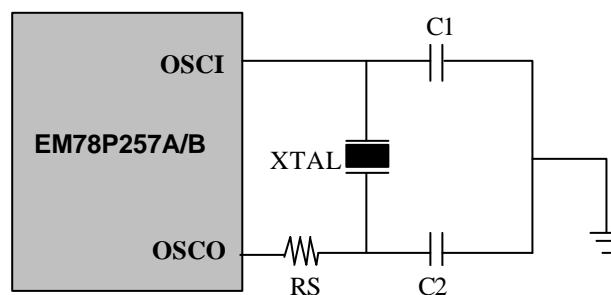 C1
OSCI
EM78P257A/B
XTAL
OSCO
RS
C2